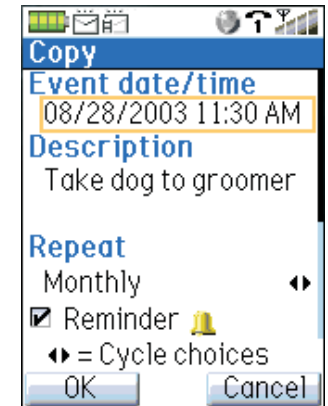 Copy
Event date/time
08/28/2003 11:30 AM
Description
Take dog to groomer
Repeat
Monthly
Reminder
= Cycle choices
OK Cancel